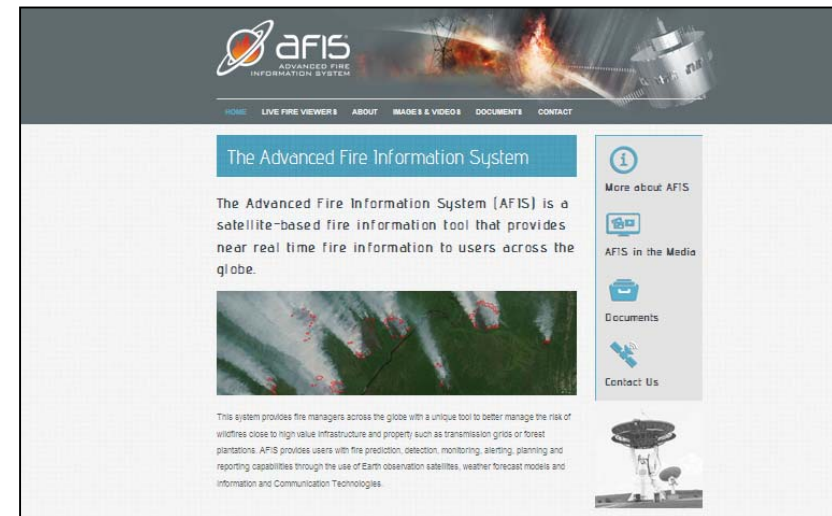 AFIS
ADVANCED FIRE
INFORMATION SYSTEM
HOME LIVE FIRE VIEWERS ABOUT IMAGES & VIDEOS DOCUMENTS CONTACT
The Advanced Fire Information System
The Advanced Fire Information System (AFIS) is a
satellite-based fire information tool that provides
near real time fire information to users across the
globe.
This system provides fire managers across the globe with a unique tool to better manage the risk of
wildfires close to high value infrastructure and property such as transmission grids or forest
plantations. AFIS provides users with fire prediction, detection, monitoring, alerting, planning and
reporting capabilities through the use of Earth observation satellites, weather forecast models and
Information and Communication Technologies.
More about AFIS
AFIS in the Media
Documents
Contact Us